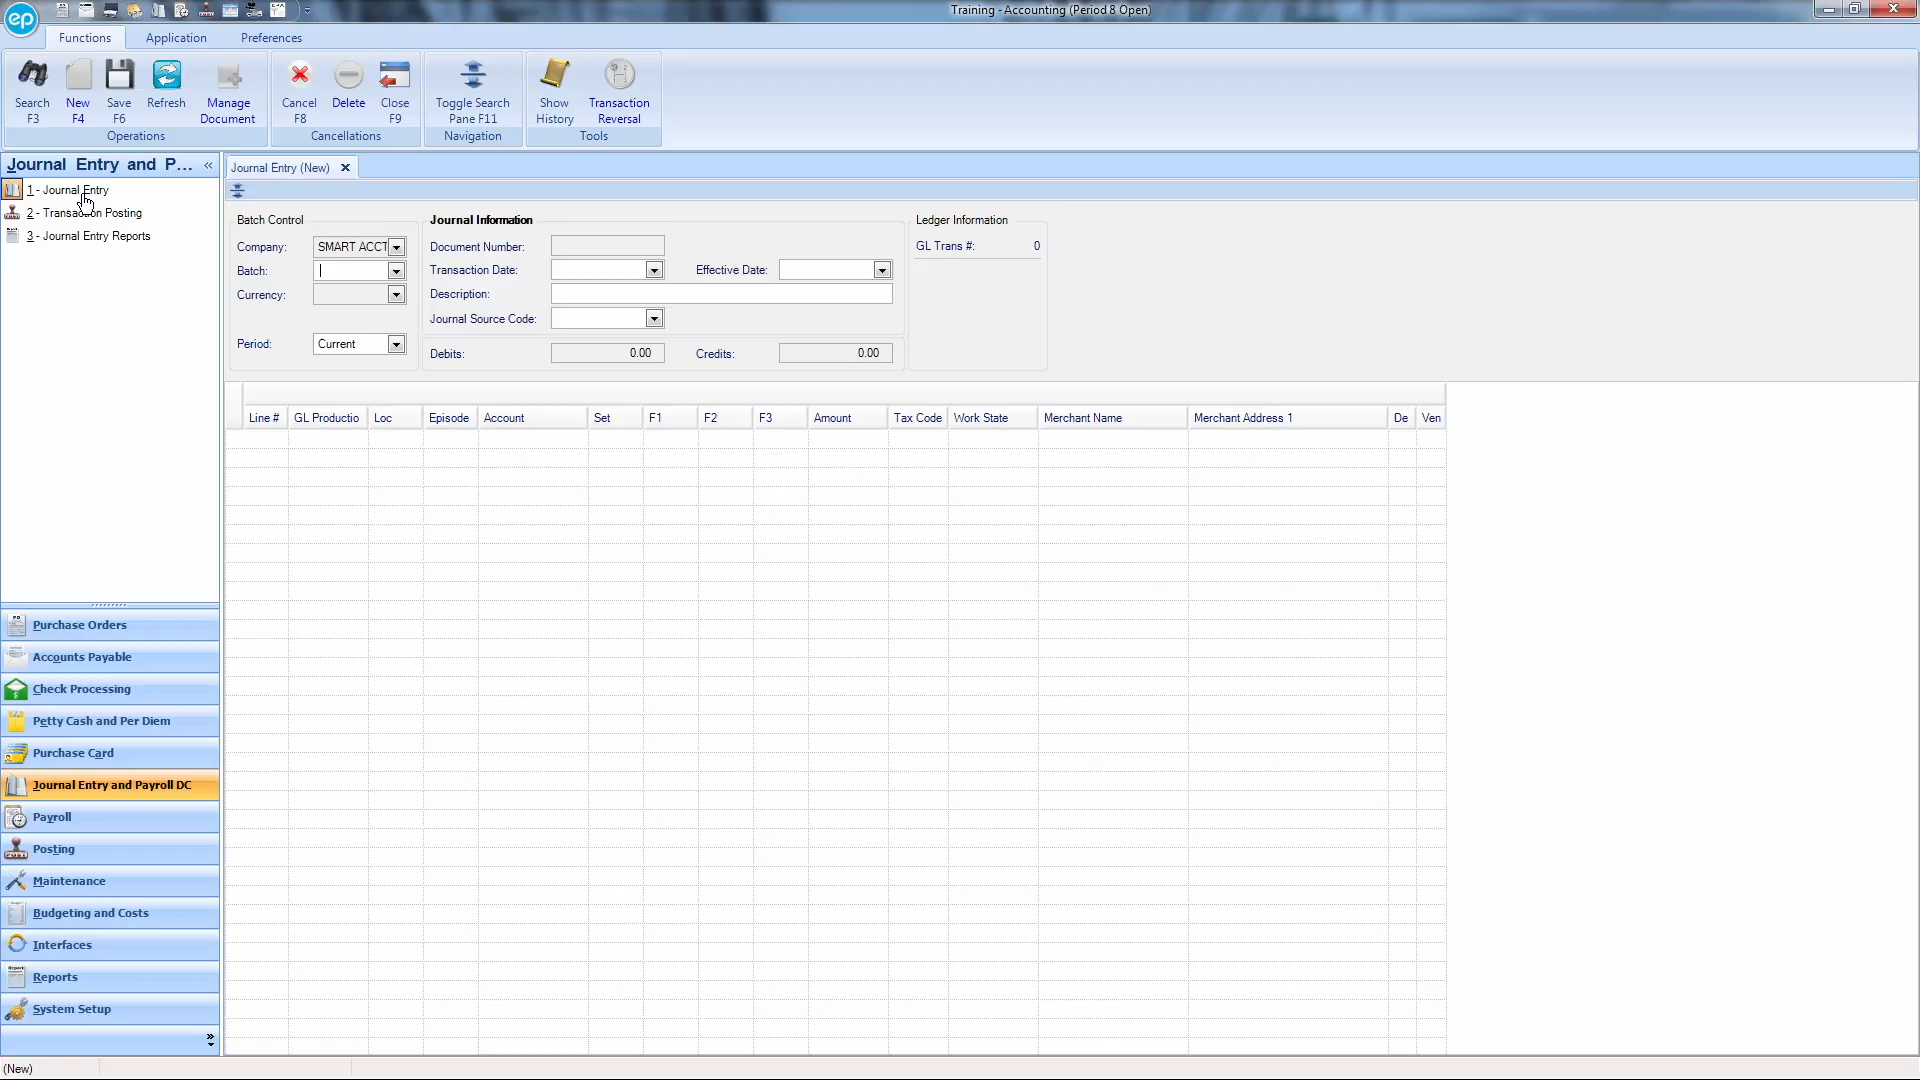 ep
Training - Accounting (Period 8 Open)
Functions Application Preferences
Search F3
New F4
Save F6
Refresh
Manage Document
Cancel F8
Delete
Close F9
Toggle Search Pane F11
Show History
Transaction Reversal
Operations Cancellations Navigation Tools
Journal Entry and P... «
Journal Entry (New)
1 - Journal Entry
2 - Transaction Posting
3 - Journal Entry Reports
Batch Control
Company: SMART ACCT
Batch:
Currency:
Period: Current
Journal Information
Document Number:
Transaction Date: Effective Date:
Description:
Journal Source Code:
Debits: 0.00 Credits: 0.00
Ledger Information
GL Trans #: 0
Line # GL Productio Loc Episode Account Set F1 F2 F3 Amount Tax Code Work State Merchant Name Merchant Address 1 De Ven
Purchase Orders
Accounts Payable
Check Processing
Petty Cash and Per Diem
Purchase Card
Journal Entry and Payroll DC
Payroll
Posting
Maintenance
Budgeting and Costs
Interfaces
Reports
System Setup
(New)